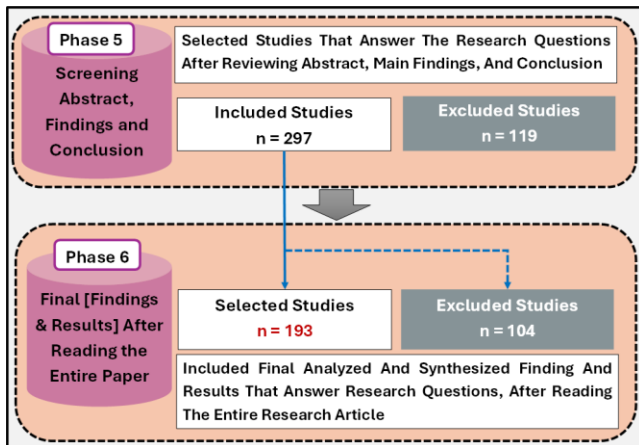 Phase 5
Screening
Abstract,
Findings and
Conclusion
Selected Studies That Answer The Research Questions
After Reviewing Abstract, Main Findings, And Conclusion
Included Studies
n = 297
Excluded Studies
n = 119
Phase 6
Final [Findings
& Results] After
Reading the
Entire Paper
Selected Studies
n = 193
Excluded Studies
n = 104
Included Final Analyzed And Synthesized Finding And
Results That Answer Research Questions, After Reading
The Entire Research Article